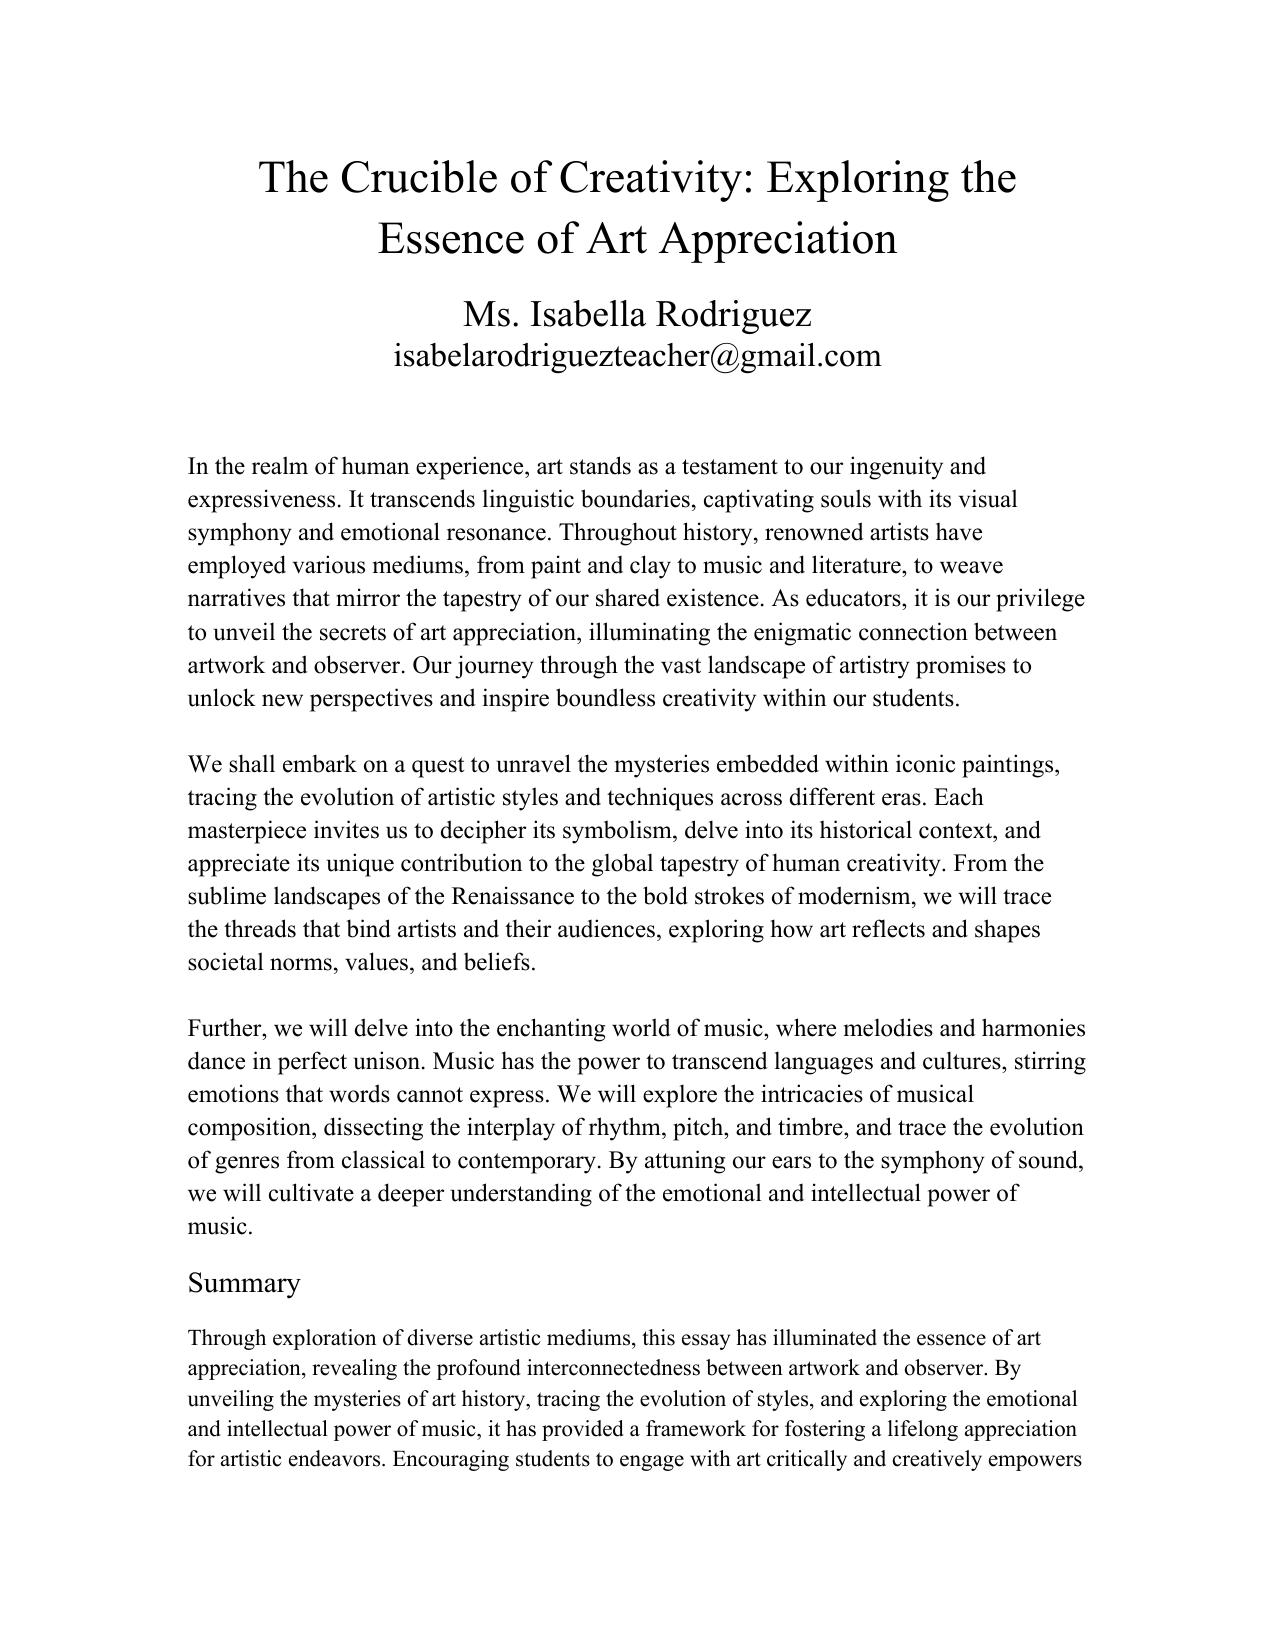 The Crucible of Creativity: Exploring the
Essence of Art Appreciation
Ms. Isabella Rodriguez
isabelarodriguezteacher@gmail.com
In the realm of human experience, art stands as a testament to our ingenuity and
expressiveness. It transcends linguistic boundaries, captivating souls with its visual
symphony and emotional resonance. Throughout history, renowned artists have
employed various mediums, from paint and clay to music and literature, to weave
narratives that mirror the tapestry of our shared existence. As educators, it is our privilege
to unveil the secrets of art appreciation, illuminating the enigmatic connection between
artwork and observer. Our journey through the vast landscape of artistry promises to
unlock new perspectives and inspire boundless creativity within our students.
We shall embark on a quest to unravel the mysteries embedded within iconic paintings,
tracing the evolution of artistic styles and techniques across different eras. Each
masterpiece invites us to decipher its symbolism, delve into its historical context, and
appreciate its unique contribution to the global tapestry of human creativity. From the
sublime landscapes of the Renaissance to the bold strokes of modernism, we will trace
the threads that bind artists and their audiences, exploring how art reflects and shapes
societal norms, values, and beliefs.
Further, we will delve into the enchanting world of music, where melodies and harmonies
dance in perfect unison. Music has the power to transcend languages and cultures, stirring
emotions that words cannot express. We will explore the intricacies of musical
composition, dissecting the interplay of rhythm, pitch, and timbre, and trace the evolution
of genres from classical to contemporary. By attuning our ears to the symphony of sound,
we will cultivate a deeper understanding of the emotional and intellectual power of
music.
Summary
Through exploration of diverse artistic mediums, this essay has illuminated the essence of art
appreciation, revealing the profound interconnectedness between artwork and observer. By
unveiling the mysteries of art history, tracing the evolution of styles, and exploring the emotional
and intellectual power of music, it has provided a framework for fostering a lifelong appreciation
for artistic endeavors. Encouraging students to engage with art critically and creatively empowers